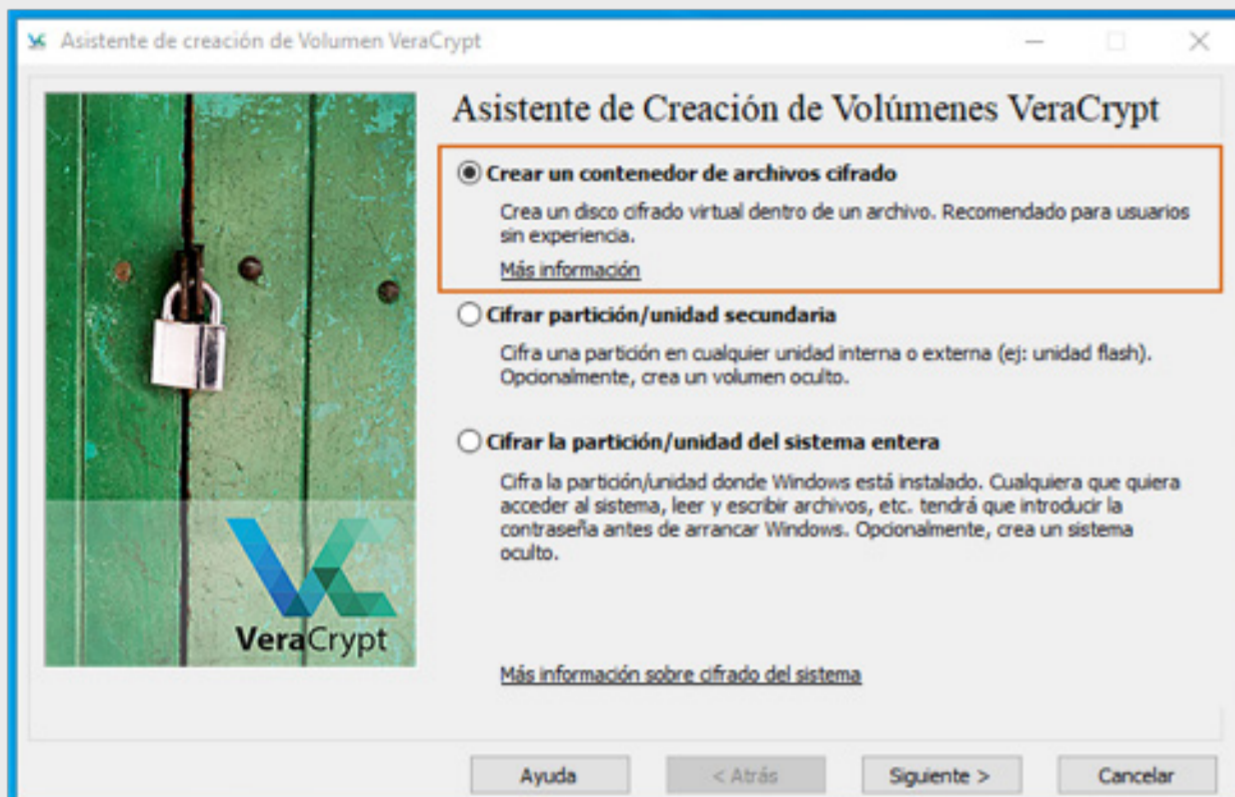 Asistente de creación de Volumen VeraCrypt
Asistente de Creación de Volúmenes VeraCrypt
Crear un contenedor de archivos cifrado
Crea un disco cifrado virtual dentro de un archivo. Recomendado para usuarios
sin experiencia.
Más información
Cifrar partición/unidad secundaria
Cifra una partición en cualquier unidad interna o externa (ej: unidad flash).
Opcionalmente, crea un volumen oculto.
Cifrar la partición/unidad del sistema entera
Cifra la partición/unidad donde Windows está instalado. Cualquiera que quiera
acceder al sistema, leer y escribir archivos, etc. tendrá que introducir la
contraseña antes de arrancar Windows. Opcionalmente, crea un sistema
oculto.
VeraCrypt
Más información sobre cifrado del sistema
Ayuda
< Atrás
Siguiente >
Cancelar